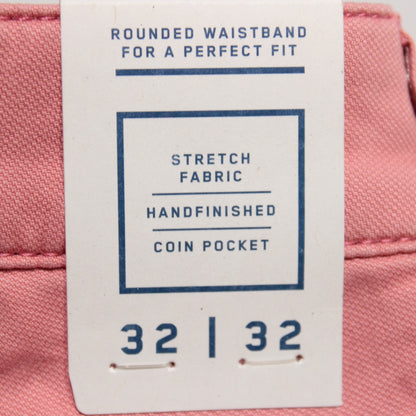 ROUNDED WAISTBAND
FOR A PERFECT FIT
STRETCH
FABRIC
HANDFINISHED
COIN POCKET
32 | 32